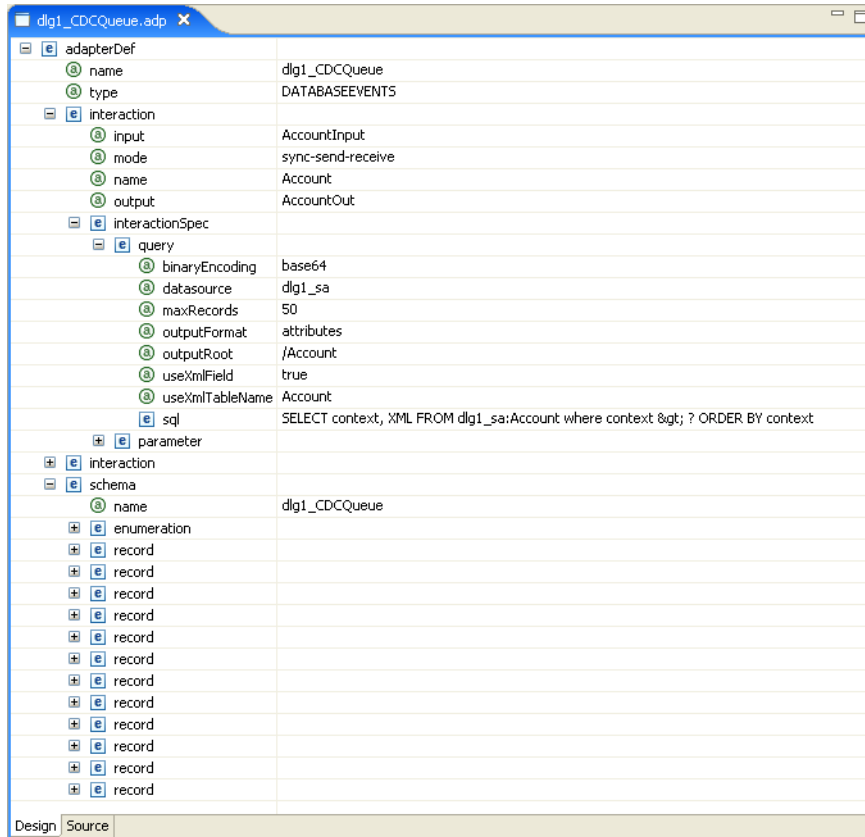 dlg1_CDCQueue.adp
e adapterDef
a name dlg1_CDCQueue
a type DATABASEEVENTS
e interaction
a input AccountInput
a mode sync-send-receive
a name Account
a output AccountOut
e interactionSpec
e query
a binaryEncoding base64
a datasource dlg1_sa
a maxRecords 50
a outputFormat attributes
a outputRoot /Account
a useXmlField true
a useXmlTableName Account
e sql SELECT context, XML FROM dlg1_sa:Account where context &gt; ? ORDER BY context
e parameter
e interaction
e schema
a name dlg1_CDCQueue
e enumeration
e record
e record
e record
e record
e record
e record
e record
e record
e record
e record
e record
e record
Design Source